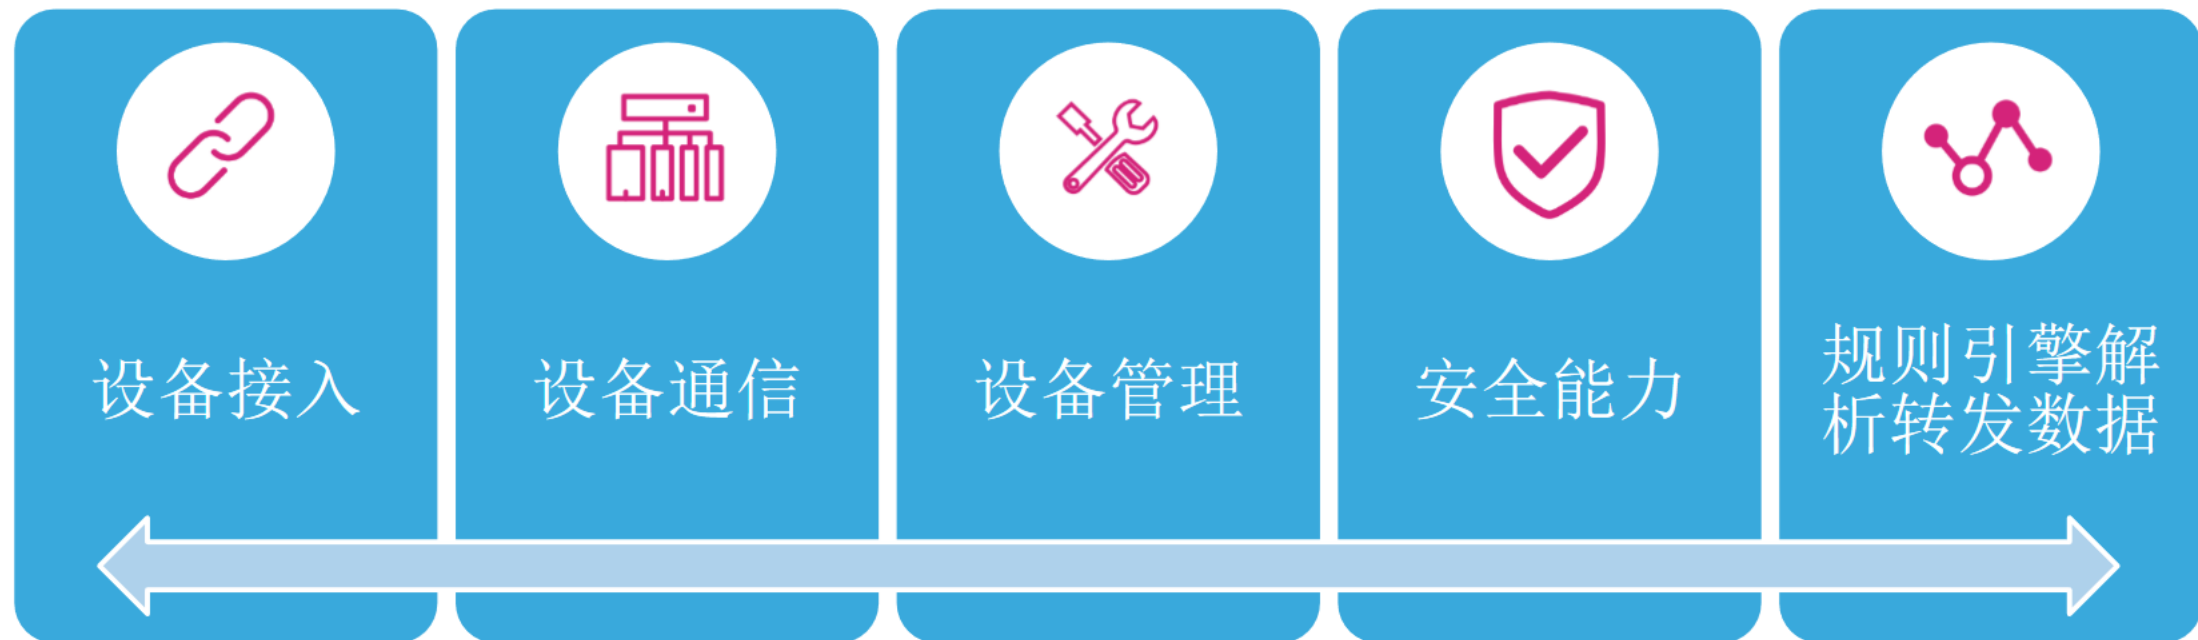 设备接入
设备通信
设备管理
安全能力
规则引擎解
析转发数据